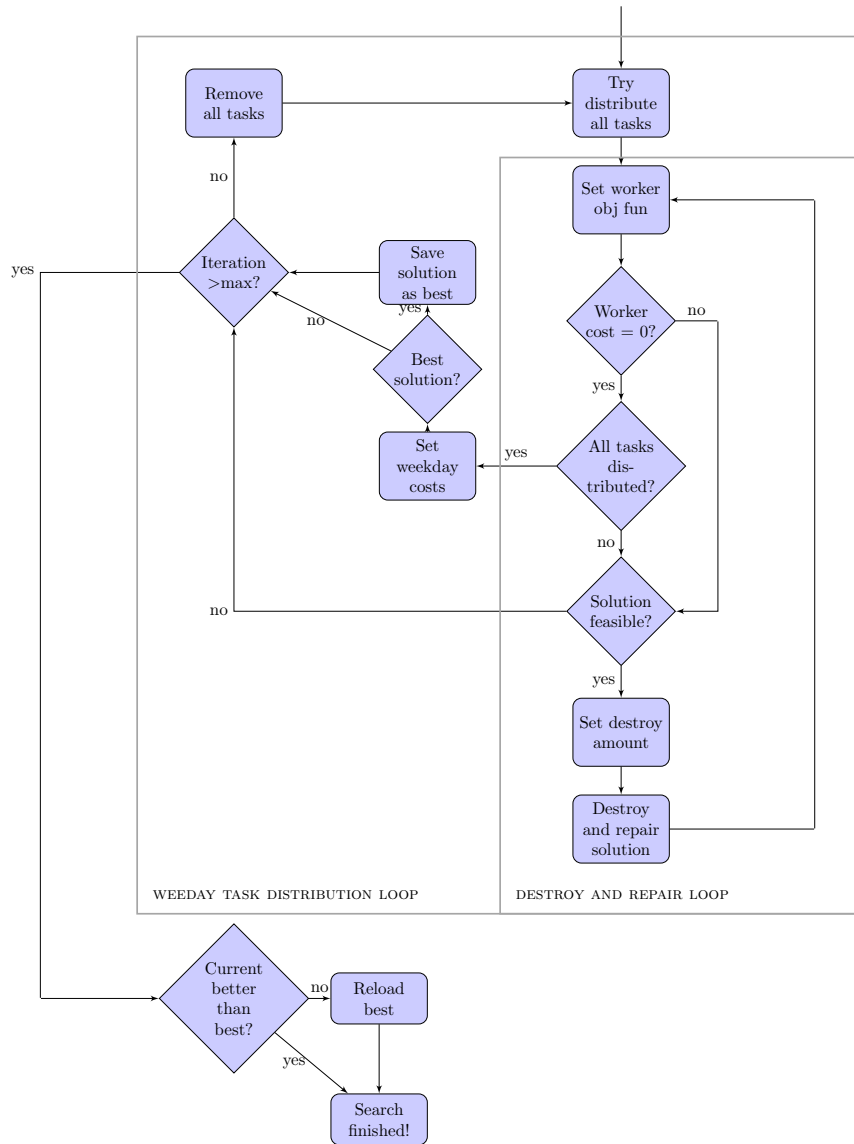 Remove
all tasks
Try
distribute
all tasks
no
Set worker
obj fun
yes
Iteration
>max?
Save
solution
as best
yes
no
Worker
cost = 0?
no
Best
solution?
yes
Set
weekday
costs
yes
All tasks
dis-
tributed?
no
Solution
feasible?
no
yes
Set destroy
amount
Destroy
and repair
solution
WEEDAY TASK DISTRIBUTION LOOP
DESTROY AND REPAIR LOOP
Current
better
than
best?
no
Reload
best
yes
Search
finished!